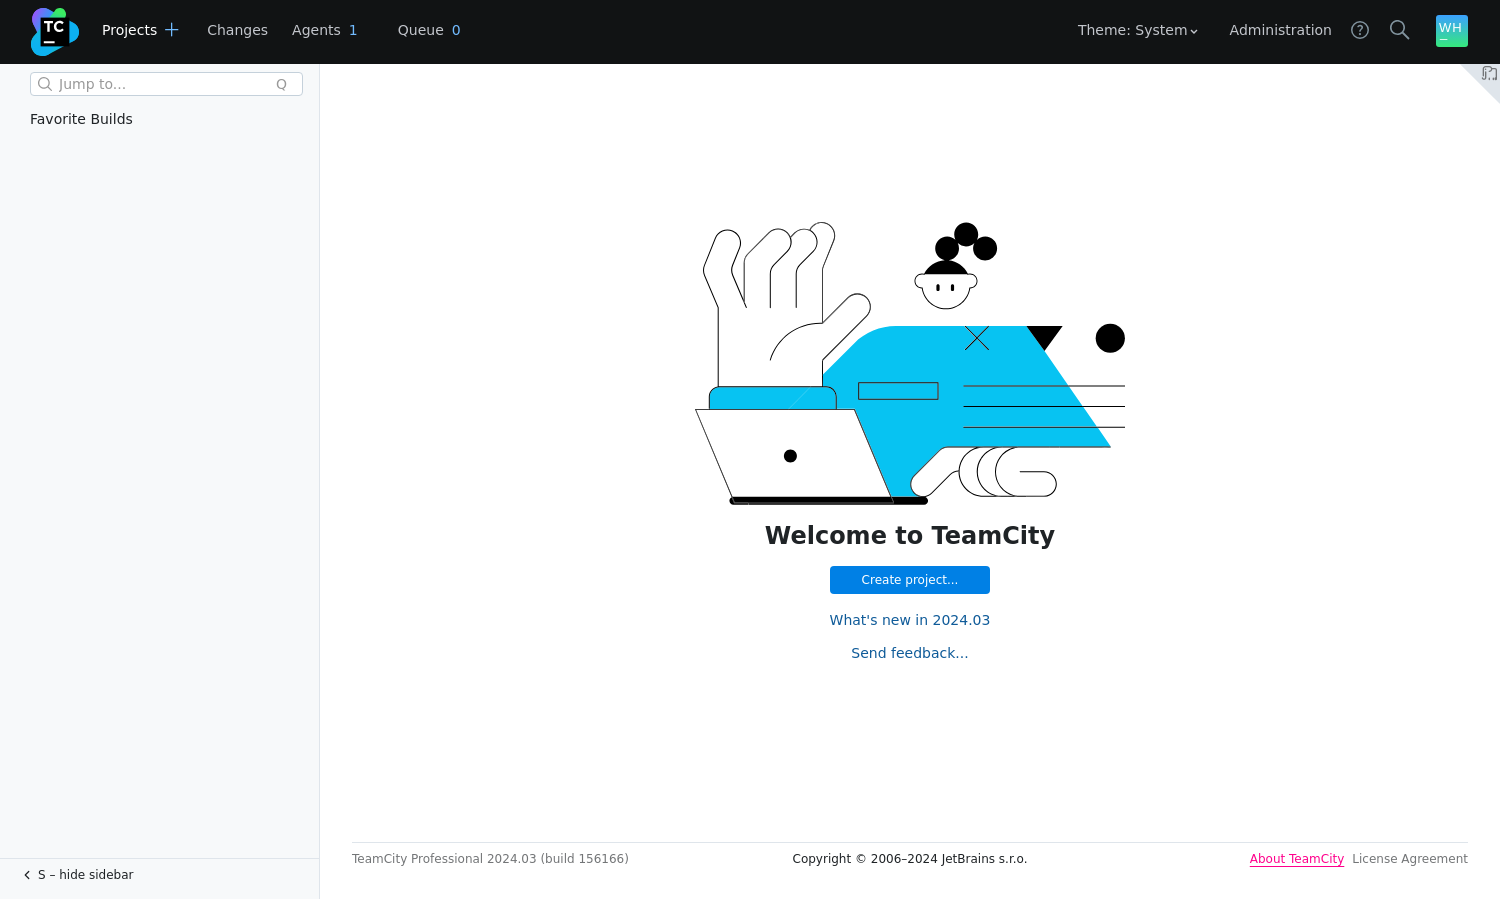 TC
Projects
Changes
Agents 1
Queue 0
Theme: System
Administration
?
WH
Jump to...
Q
Favorite Builds
Welcome to TeamCity
Create project...
What's new in 2024.03
Send feedback...
S – hide sidebar
TeamCity Professional 2024.03 (build 156166)
Copyright © 2006–2024 JetBrains s.r.o.
About TeamCity
License Agreement